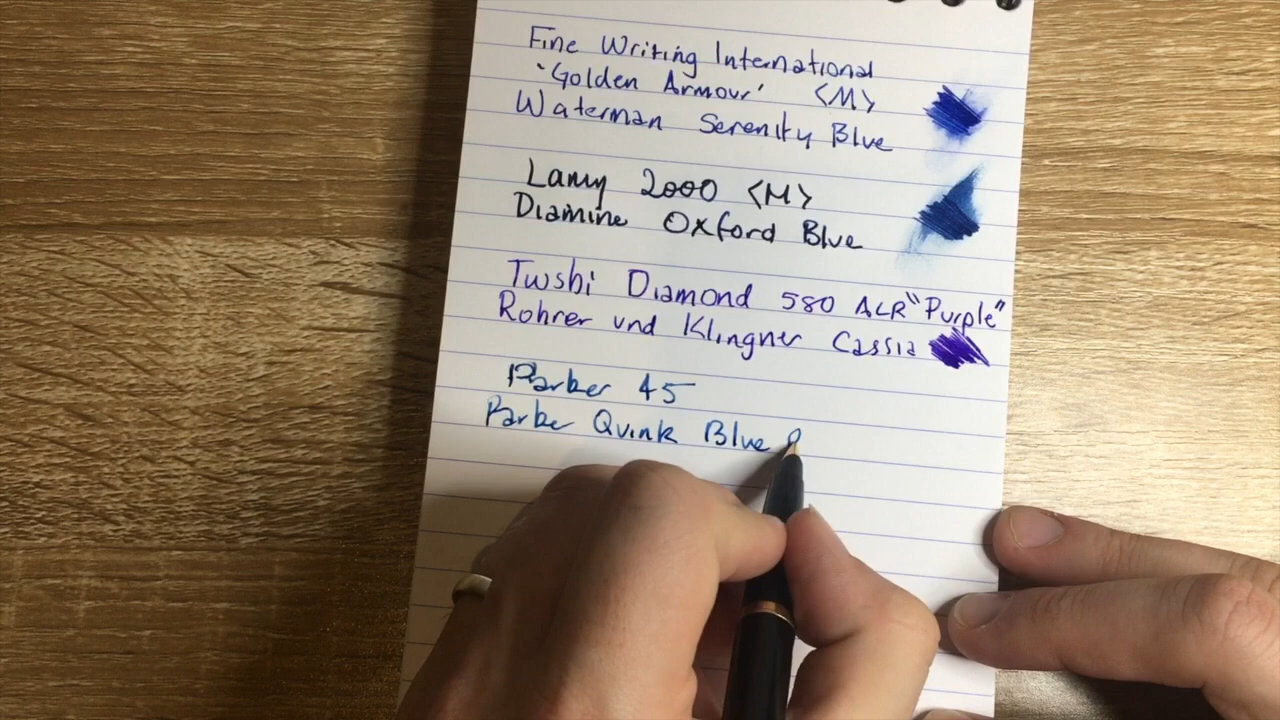 Fine Writing International
'Golden Armour' <M>
Waterman Serenity Blue
Lamy 2000 <M>
Diamine Oxford Blue
Twsbi Diamond 580 ALR "Purple"
Rohrer und Klingner Cassia
Parker 45
Parker Quink Blue